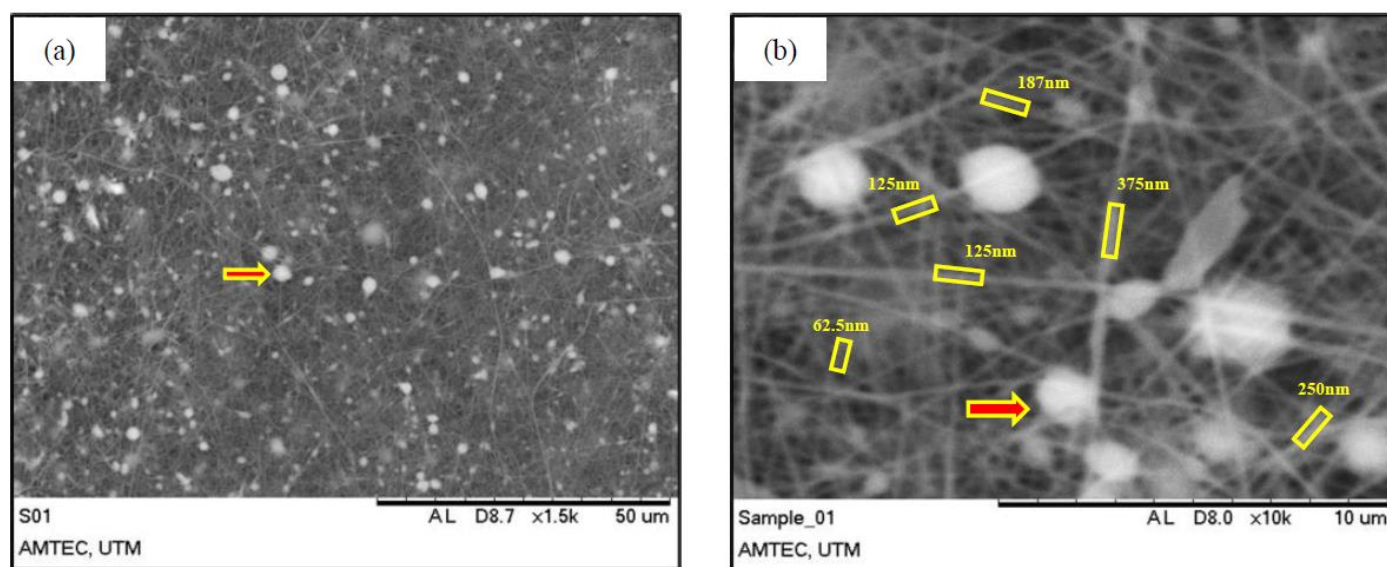 (a)
S01
AL D8.7 x1.5k 50 um
AMTEC, UTM
(b)
187nm
125nm
375nm
125nm
62.5nm
250nm
Sample_01
AL D8.0 x10k 10 um
AMTEC, UTM